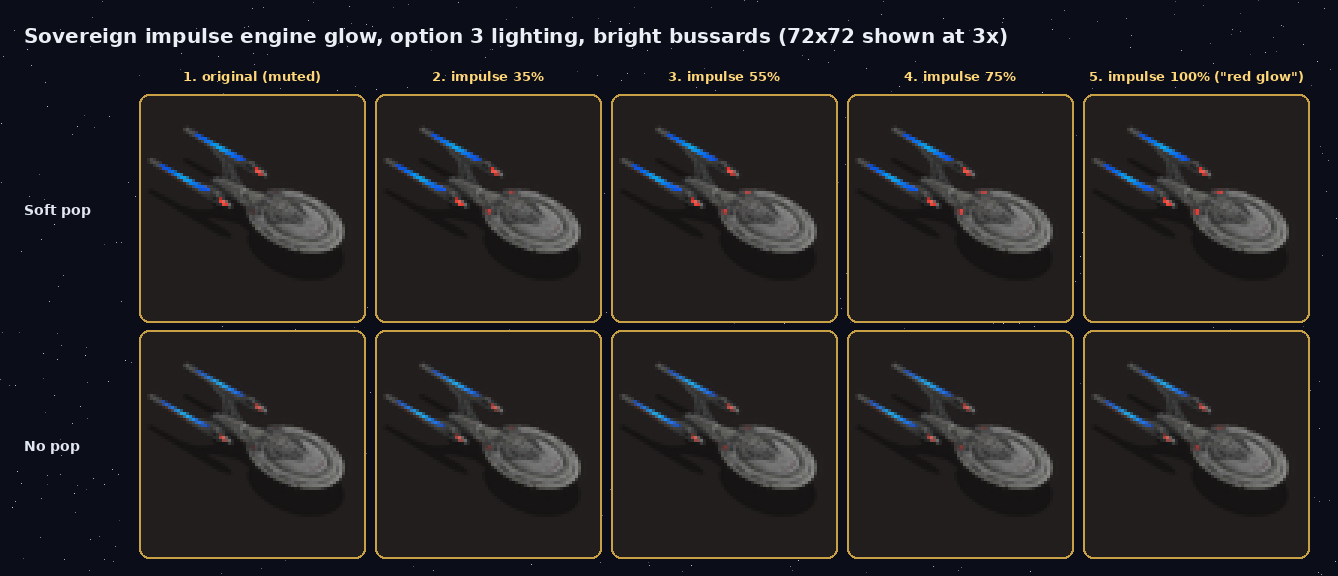 Sovereign impulse engine glow, option 3 lighting, bright bussards (72x72 shown at 3x)
1. original (muted)
2. impulse 35%
3. impulse 55%
4. impulse 75%
5. impulse 100% ("red glow")
Soft pop
No pop